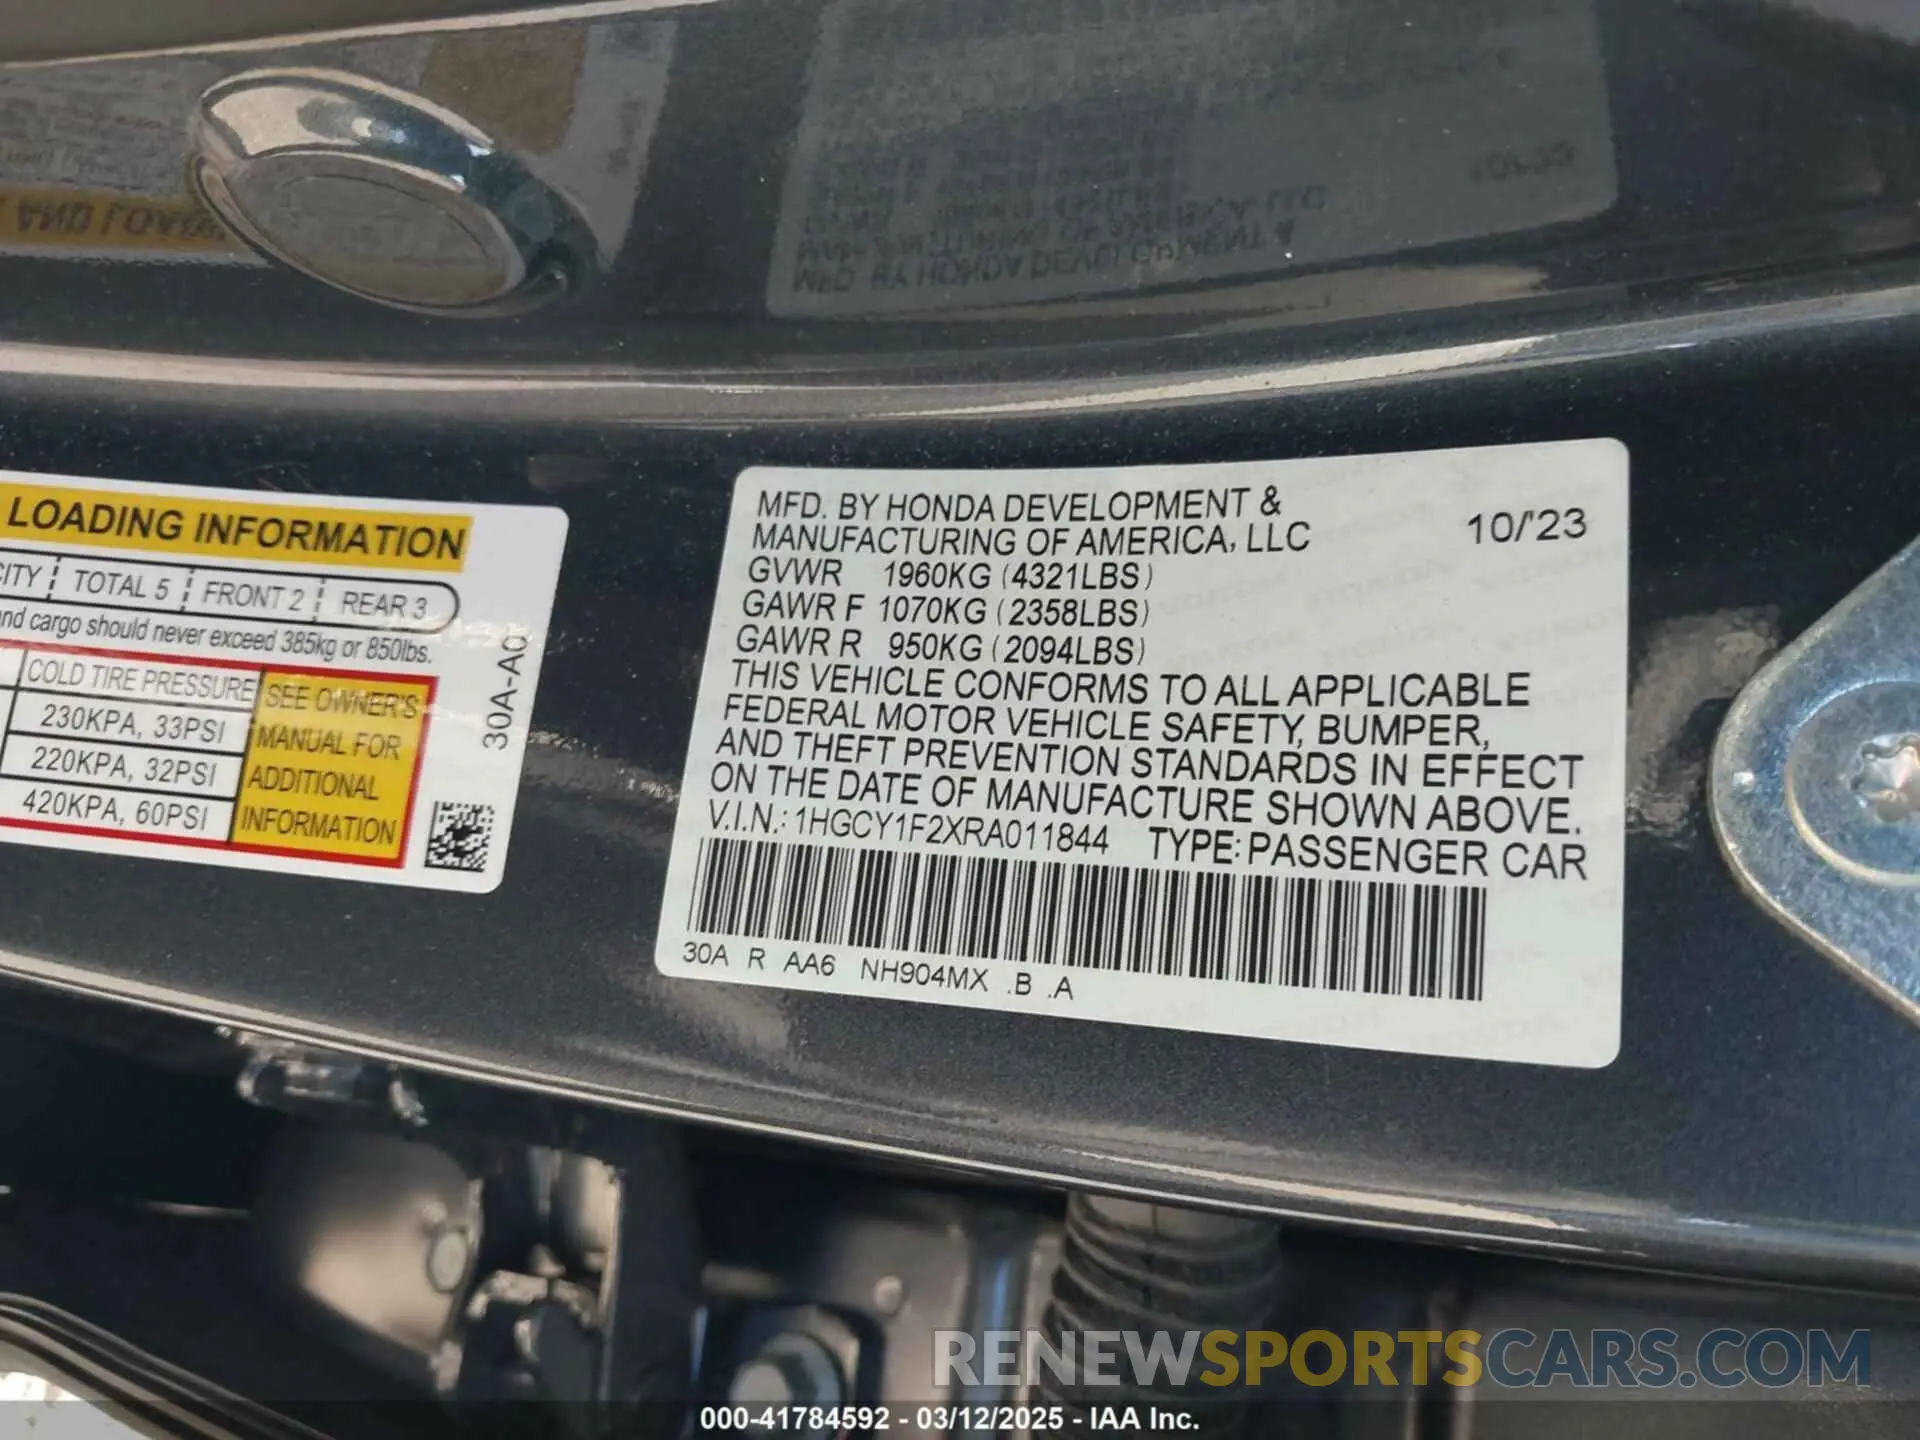 LOADING INFORMATION
CITY TOTAL 5 FRONT 2 REAR 3
and cargo should never exceed 385kg or 850lbs.
COLD TIRE PRESSURE
230KPA, 33PSI
220KPA, 32PSI
420KPA, 60PSI
SEE OWNER'S
MANUAL FOR
ADDITIONAL
INFORMATION
30A-A0
MFD. BY HONDA DEVELOPMENT &
MANUFACTURING OF AMERICA, LLC 10/'23
GVWR 1960KG (4321LBS)
GAWR F 1070KG (2358LBS)
GAWR R 950KG (2094LBS)
THIS VEHICLE CONFORMS TO ALL APPLICABLE
FEDERAL MOTOR VEHICLE SAFETY, BUMPER,
AND THEFT PREVENTION STANDARDS IN EFFECT
ON THE DATE OF MANUFACTURE SHOWN ABOVE.
V.I.N.: 1HGCY1F2XRA011844 TYPE: PASSENGER CAR
30A R AA6 NH904MX .B .A
RENEWSPORTSCARS.COM
000-41784592 - 03/12/2025 - IAA Inc.